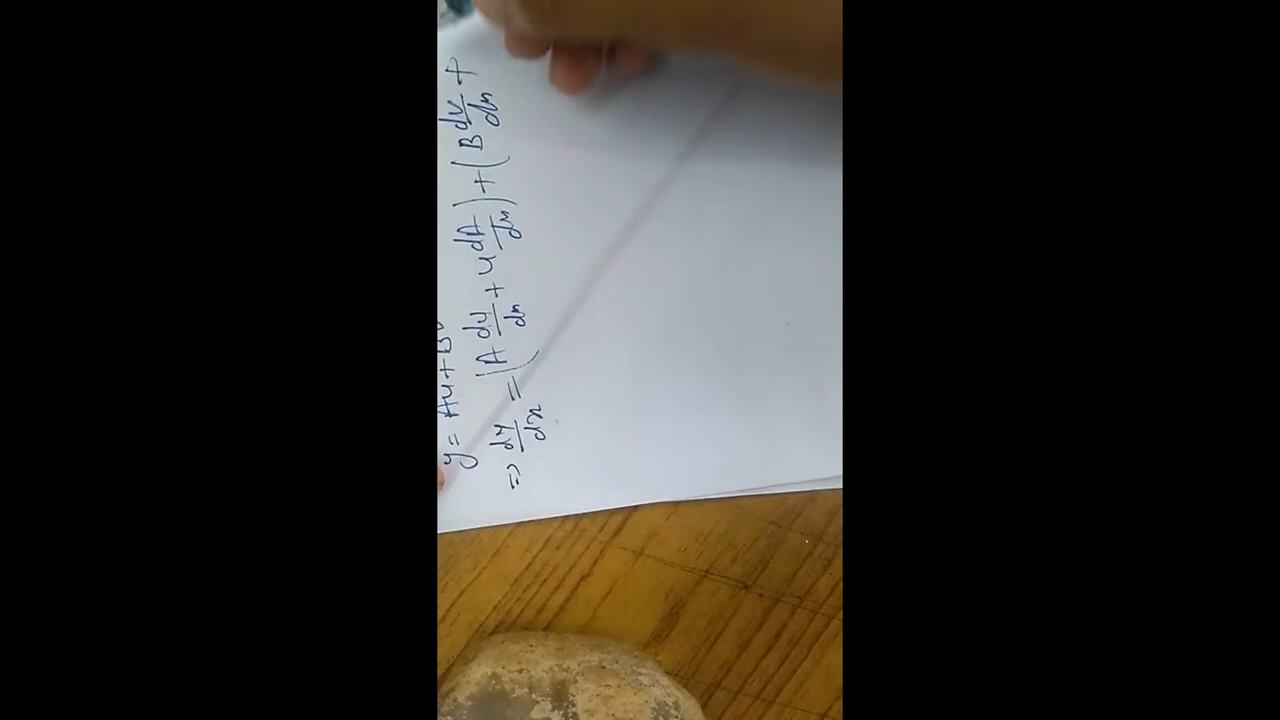 y = Au + Bv
⇒ dy/dx = (A du/dx + u dA/dx) + (B dv/dx +